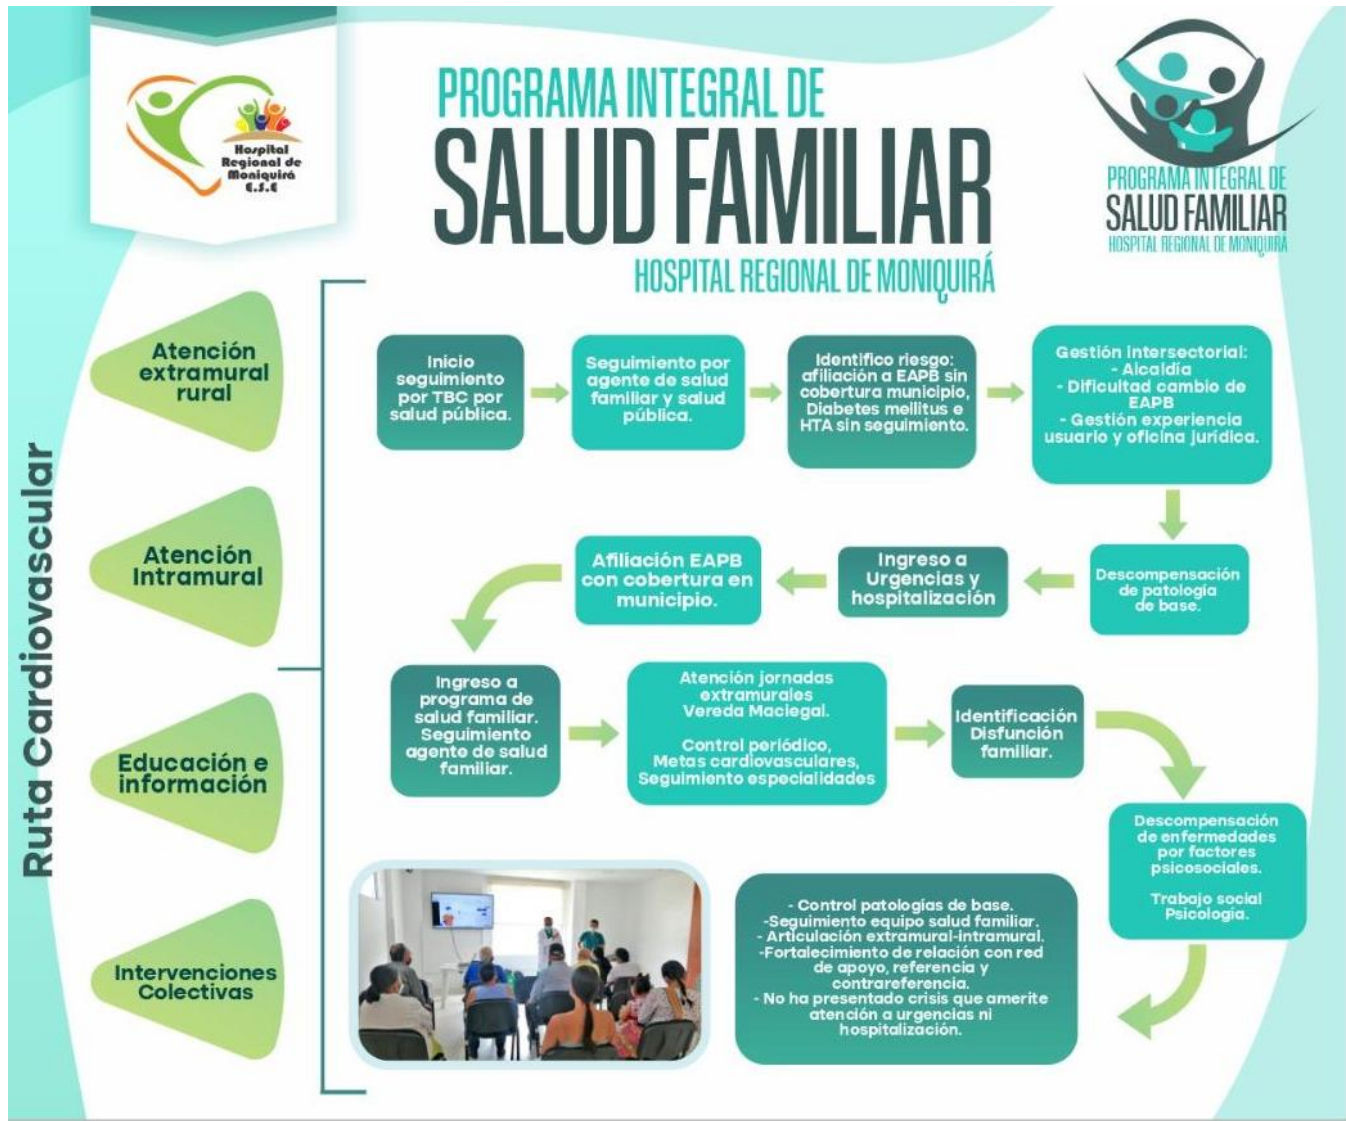 Hospital
Regional de
Moniquirá
E.S.E
PROGRAMA INTEGRAL DE
SALUD FAMILIAR
HOSPITAL REGIONAL DE MONIQUIRÁ
PROGRAMA INTEGRAL DE
SALUD FAMILIAR
HOSPITAL REGIONAL DE MONIQUIRÁ
Ruta Cardiovascular
Atención
extramural
rural
Atención
Intramural
Educación e
información
Intervenciones
Colectivas
Inicio
seguimiento
por TBC por
salud pública.
Seguimiento por
agente de salud
familiar y salud
pública.
Identifico riesgo:
afiliación a EAPB sin
cobertura municipio,
Diabetes mellitus e
HTA sin seguimiento.
Gestión intersectorial:
- Alcaldía
- Dificultad cambio de
EAPB
- Gestión experiencia
usuario y oficina jurídica.
Descompensación
de patología
de base.
Ingreso a
Urgencias y
hospitalización
Afiliación EAPB
con cobertura en
municipio.
Ingreso a
programa de
salud familiar.
Seguimiento
agente de salud
familiar.
Atención jornadas
extramurales
Vereda Maciegal.
Control periódico,
Metas cardiovasculares,
Seguimiento especialidades
Identificación
Disfunción
familiar.
Descompensación
de enfermedades
por factores
psicosociales.
Trabajo social
Psicologia.
- Control patologias de base.
-Seguimiento equipo salud familiar.
- Articulación extramural-intramural.
-Fortalecimiento de relación con red
de apoyo, referencia y
contrareferencia.
- No ha presentado crisis que amerite
atención a urgencias ni
hospitalización.